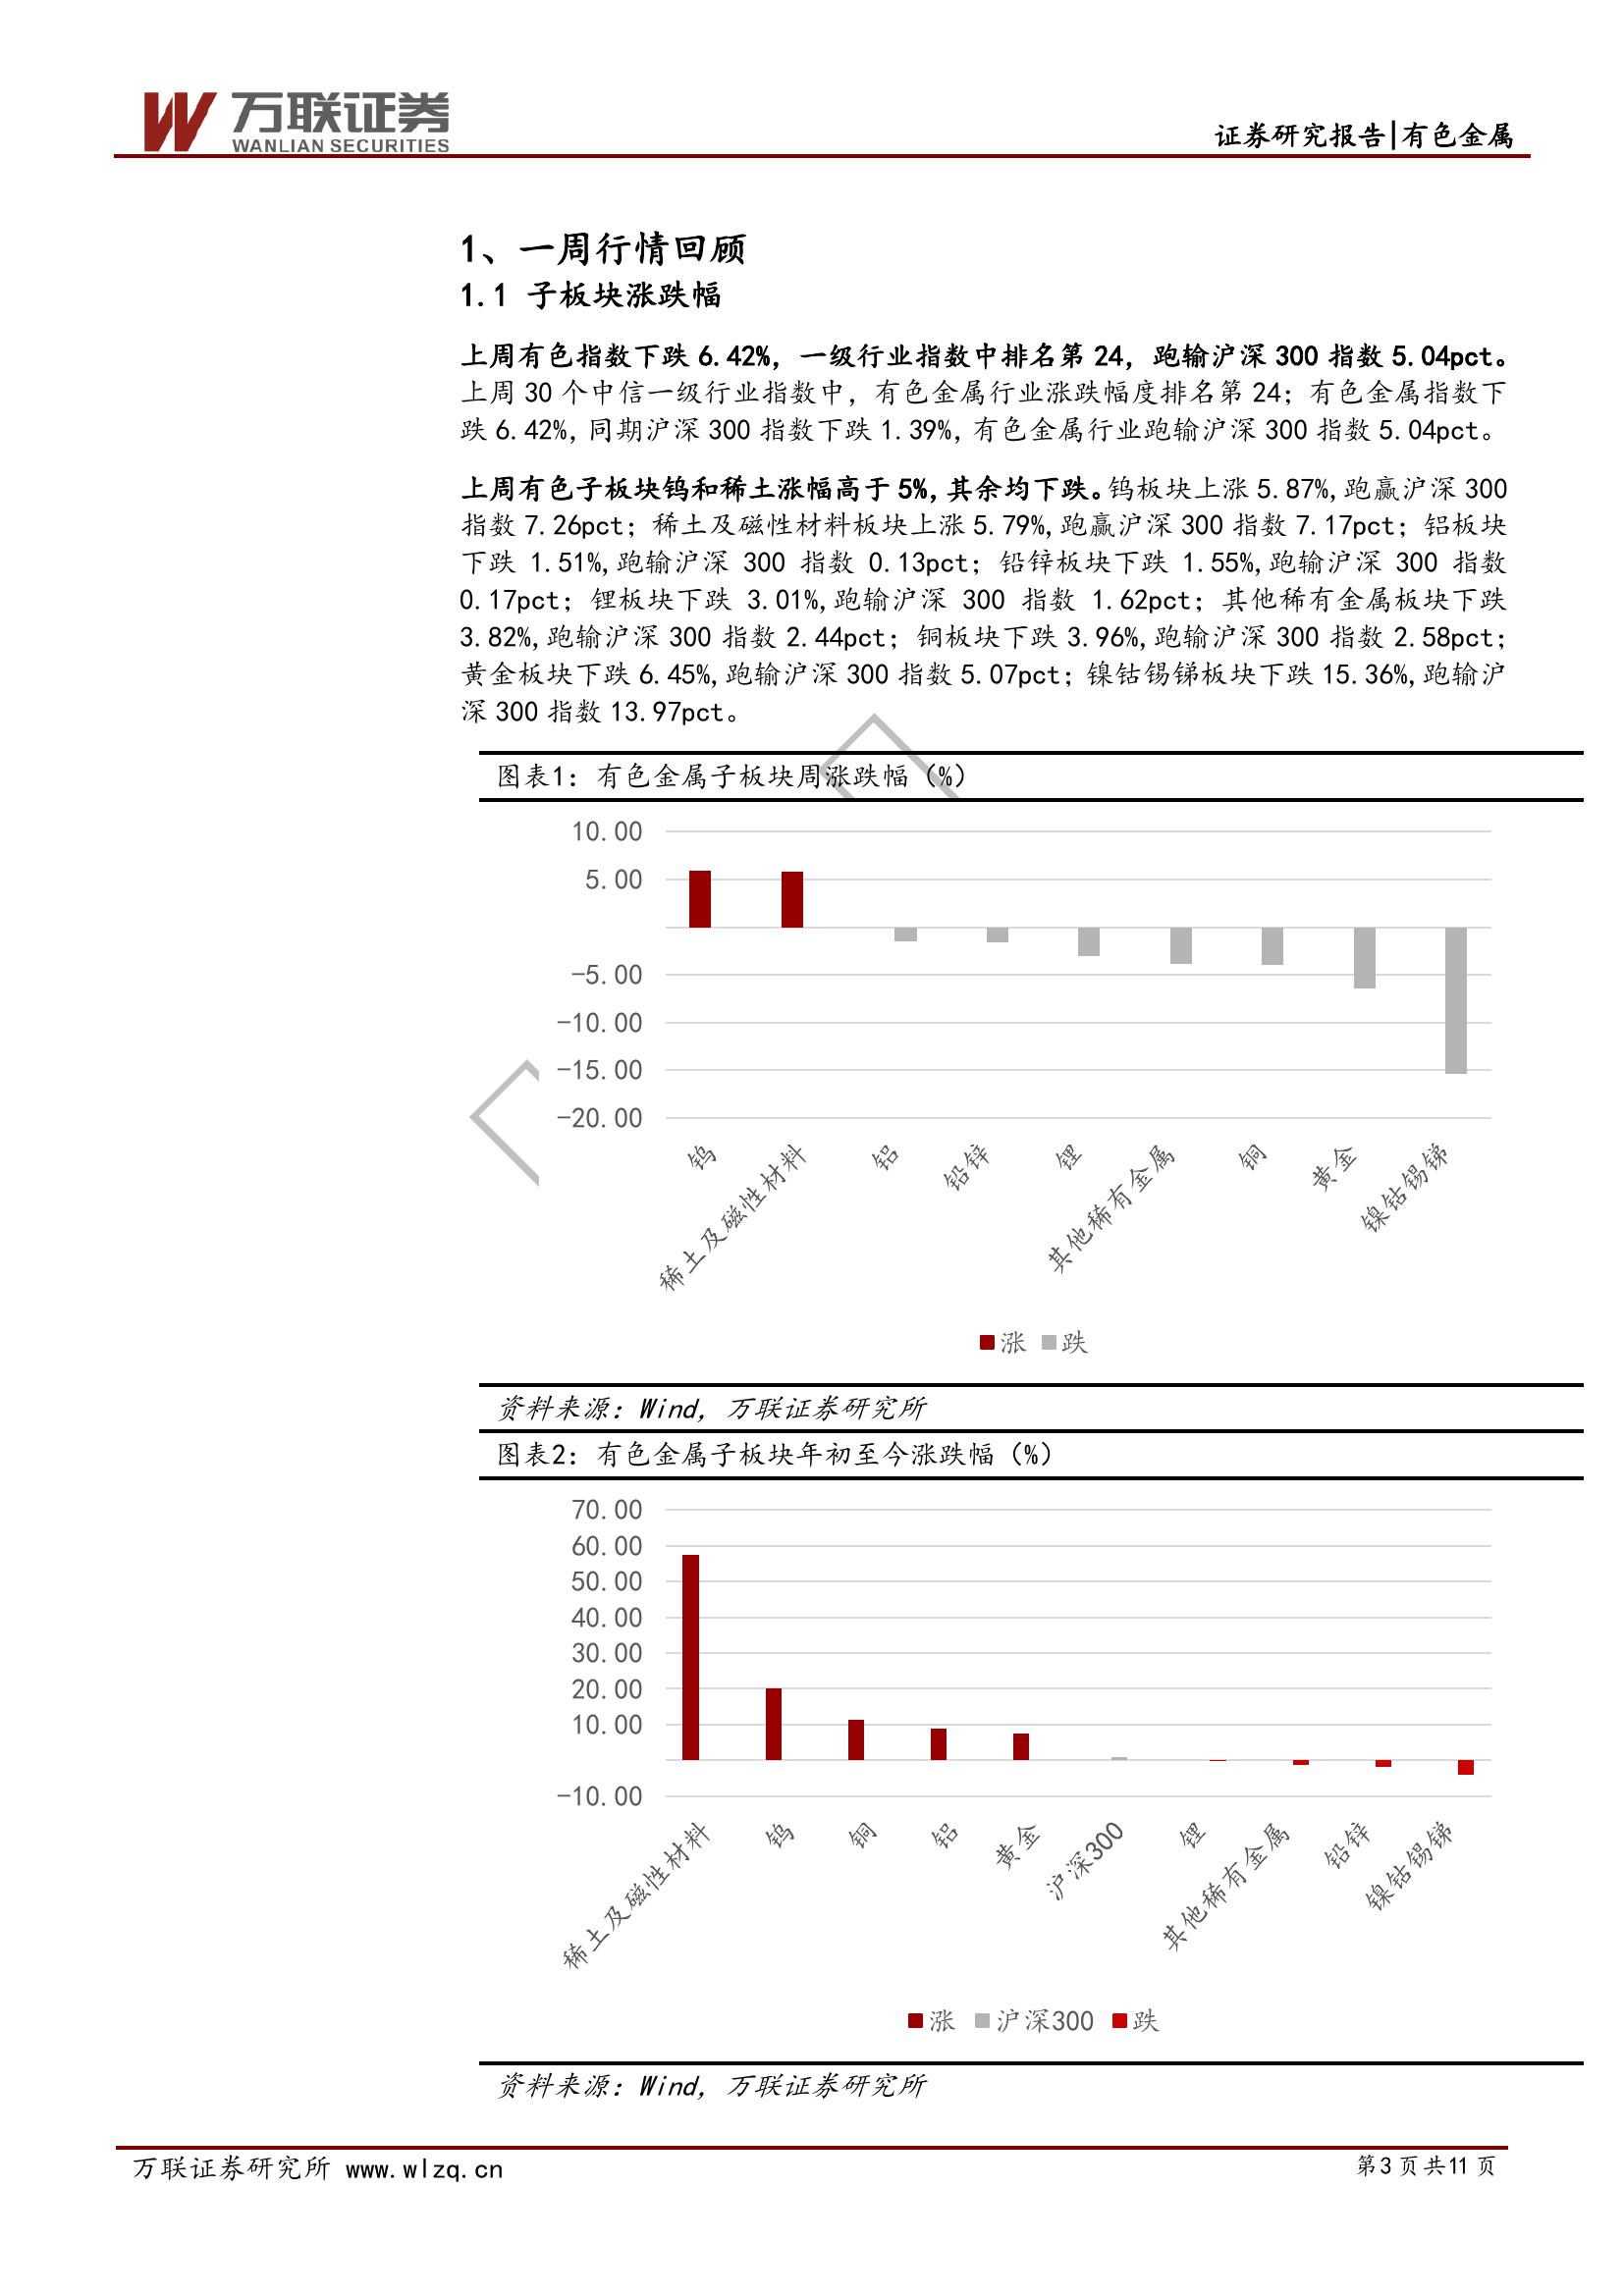 万联证券
WANLIAN SECURITIES
证券研究报告|有色金属
1、一周行情回顾
1.1 子板块涨跌幅
上周有色指数下跌 6.42%，一级行业指数中排名第 24，跑输沪深 300 指数 5.04pct。
上周 30 个中信一级行业指数中，有色金属行业涨跌幅度排名第 24；有色金属指数下
跌 6.42%,同期沪深 300 指数下跌 1.39%,有色金属行业跑输沪深 300 指数 5.04pct。
上周有色子板块钨和稀土涨幅高于 5%,其余均下跌。钨板块上涨 5.87%,跑赢沪深 300
指数 7.26pct；稀土及磁性材料板块上涨 5.79%,跑赢沪深 300 指数 7.17pct；铝板块
下跌 1.51%,跑输沪深 300 指数 0.13pct；铅锌板块下跌 1.55%,跑输沪深 300 指数
0.17pct；锂板块下跌 3.01%,跑输沪深 300 指数 1.62pct；其他稀有金属板块下跌
3.82%,跑输沪深 300 指数 2.44pct；铜板块下跌 3.96%,跑输沪深 300 指数 2.58pct；
黄金板块下跌 6.45%,跑输沪深 300 指数 5.07pct；镍钴锡锑板块下跌 15.36%,跑输沪
深 300 指数 13.97pct。
图表1：有色金属子板块周涨跌幅（%）
10.00
5.00
-5.00
-10.00
-15.00
-20.00
钨
稀土及磁性材料
铝
铅锌
锂
其他稀有金属
铜
黄金
镍钴锡锑
涨 跌
资料来源：Wind，万联证券研究所
图表2：有色金属子板块年初至今涨跌幅（%）
70.00
60.00
50.00
40.00
30.00
20.00
10.00
-10.00
稀土及磁性材料
钨
铜
铝
黄金
沪深300
锂
其他稀有金属
铅锌
镍钴锡锑
涨 沪深300 跌
资料来源：Wind，万联证券研究所
万联证券研究所 www.wlzq.cn
第3 页 共11 页